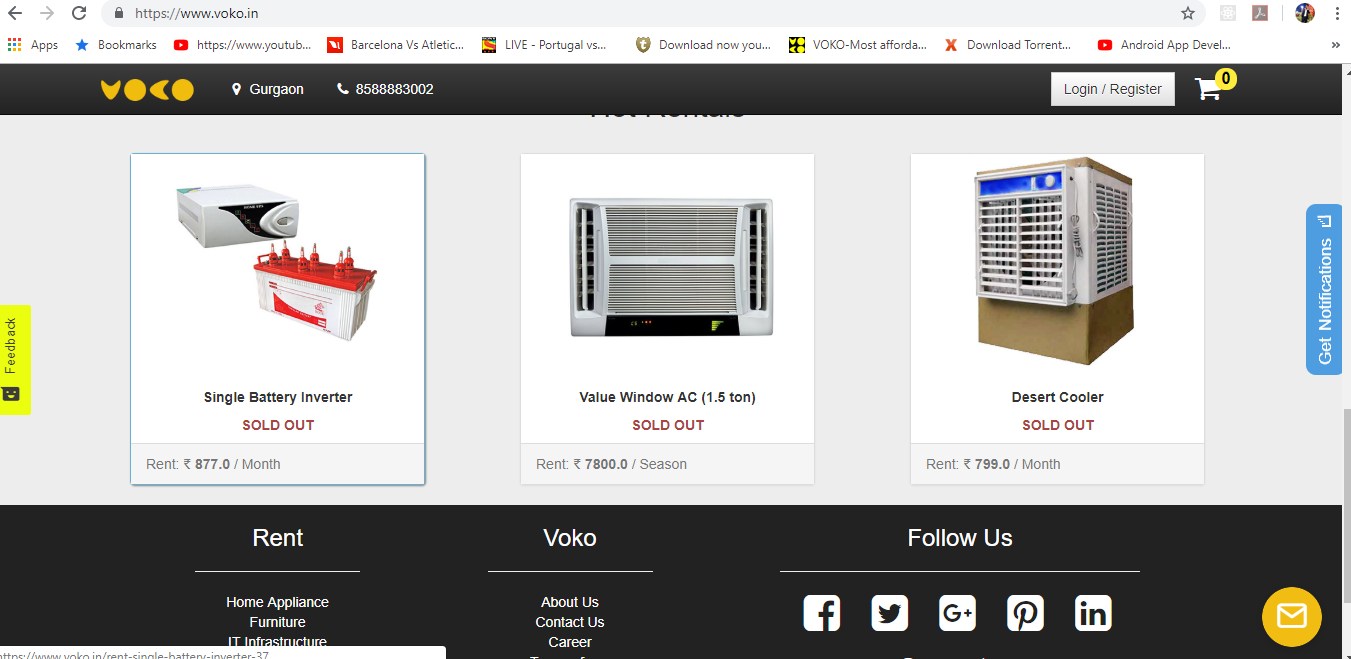 https://www.voko.in
Apps
Bookmarks
https://www.youtub...
Barcelona Vs Atletic...
LIVE - Portugal vs...
Download now you...
VOKO-Most afforda...
Download Torrent...
Android App Devel...
»
VOKO
Gurgaon
8588883002
Login / Register
0
Hot Rentals
Single Battery Inverter
SOLD OUT
Rent: ₹ 877.0 / Month
Value Window AC (1.5 ton)
SOLD OUT
Rent: ₹ 7800.0 / Season
Desert Cooler
SOLD OUT
Rent: ₹ 799.0 / Month
Feedback
Get Notifications
Rent
Home Appliance
Furniture
IT Infrastructure
Voko
About Us
Contact Us
Career
Follow Us
https://www.voko.in/rent-single-battery-inverter-37